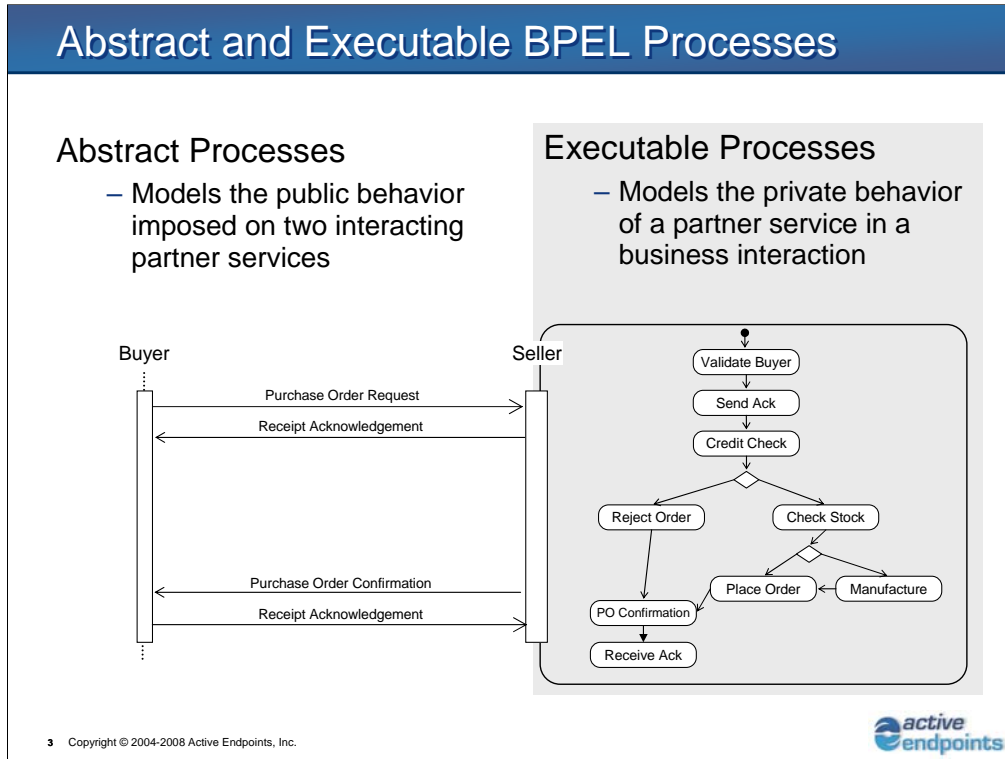 Abstract and Executable BPEL Processes
Abstract Processes
– Models the public behavior
imposed on two interacting
partner services
Executable Processes
– Models the private behavior
of a partner service in a
business interaction
Buyer
Seller
Purchase Order Request
Receipt Acknowledgement
Purchase Order Confirmation
Receipt Acknowledgement
Validate Buyer
Send Ack
Credit Check
Reject Order
Check Stock
Place Order
Manufacture
PO Confirmation
Receive Ack
3 Copyright © 2004-2008 Active Endpoints, Inc.
active
endpoints